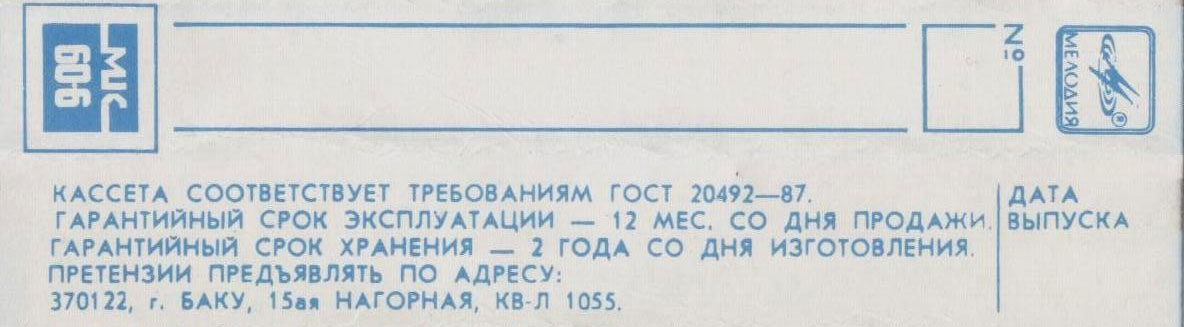 МК
60·6
№
МЕЛОДИЯ
®
КАССЕТА СООТВЕТСТВУЕТ ТРЕБОВАНИЯМ ГОСТ 20492—87.
ГАРАНТИЙНЫЙ СРОК ЭКСПЛУАТАЦИИ — 12 МЕС. СО ДНЯ ПРОДАЖИ.
ГАРАНТИЙНЫЙ СРОК ХРАНЕНИЯ — 2 ГОДА СО ДНЯ ИЗГОТОВЛЕНИЯ.
ПРЕТЕНЗИИ ПРЕДЪЯВЛЯТЬ ПО АДРЕСУ:
370122, г. БАКУ, 15ая НАГОРНАЯ, КВ-Л 1055.
ДАТА
ВЫПУСКА